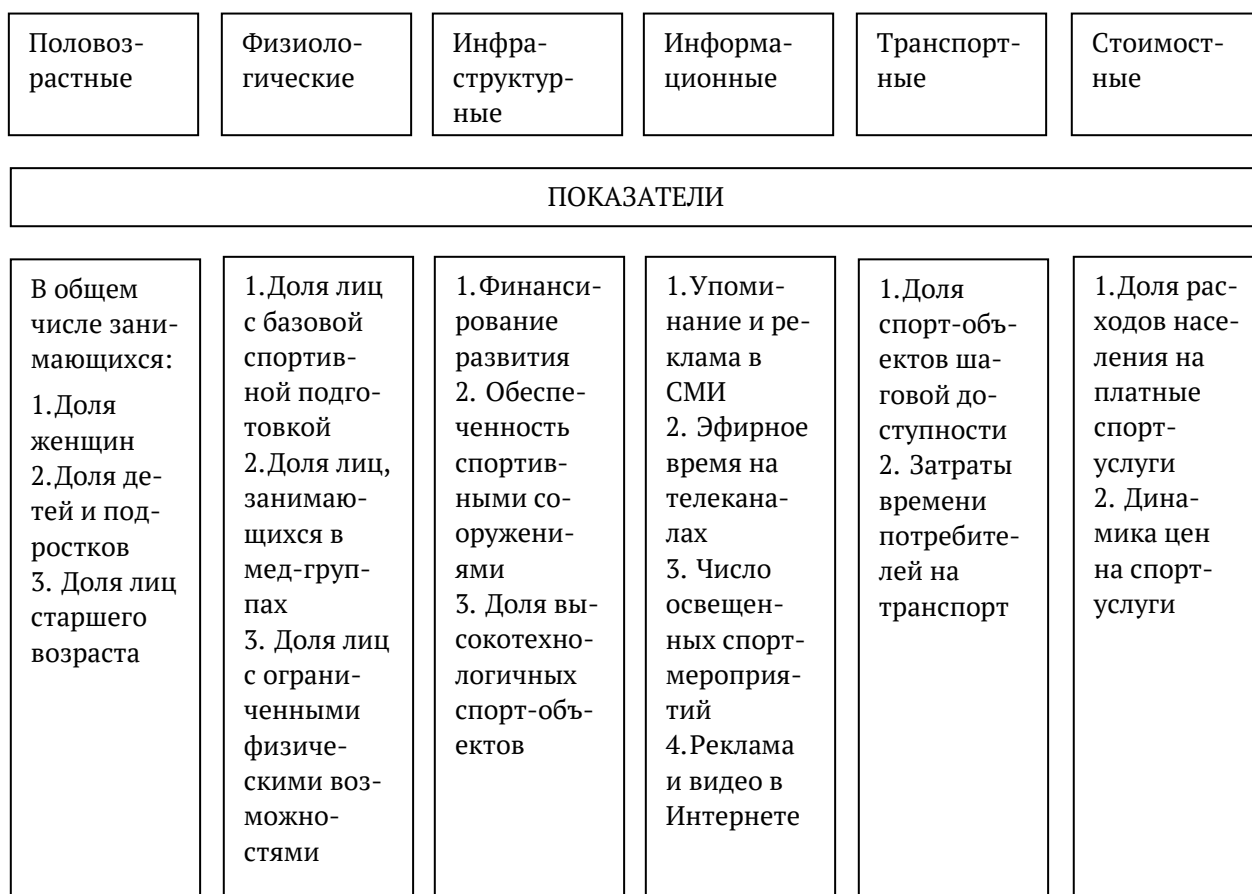 Половоз-
растные
Физиоло-
гические
Инфра-
структур-
ные
Информа-
ционные
Транспорт-
ные
Стоимост-
ные
ПОКАЗАТЕЛИ
В общем
числе зани-
мающихся:
1.Доля
женщин
2.Доля де-
тей и под-
ростков
3. Доля лиц
старшего
возраста
1.Доля лиц
с базовой
спортив-
ной подго-
товкой
2.Доля лиц,
занимаю-
щихся в
мед-груп-
пах
3. Доля лиц
с ограни-
ченными
физиче-
скими воз-
можно-
стями
1.Финанси-
рование
развития
2. Обеспе-
ченность
спортив-
ными со-
оружени-
ями
3. Доля вы-
сокотехно-
логичных
спорт-объ-
ектов
1.Упоми-
нание и ре-
клама в
СМИ
2. Эфирное
время на
телекана-
лах
3. Число
освещен-
ных спорт-
мероприя-
тий
4.Реклама
и видео в
Интернете
1.Доля
спорт-объ-
ектов ша-
говой до-
ступности
2. Затраты
времени
потребите-
лей на
транспорт
1.Доля рас-
ходов насе-
ления на
платные
спорт-
услуги
2. Дина-
мика цен
на спорт-
услуги